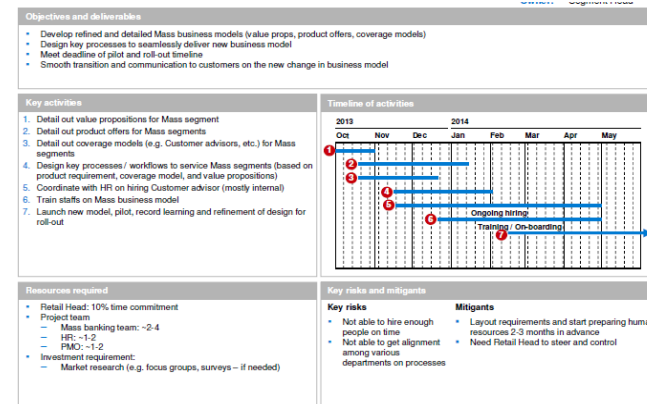 Owner: Segment Head
Objectives and deliverables
• Develop refined and detailed Mass business models (value props, product offers, coverage models)
• Design key processes to seamlessly deliver new business model
• Meet deadline of pilot and roll-out timeline
• Smooth transition and communication to customers on the new change in business model
Key activities
1. Detail out value propositions for Mass segment
2. Detail out product offers for Mass segments
3. Detail out coverage models (e.g. Customer advisors, etc.) for Mass
segments
4. Design key processes / workflows to service Mass segments (based on
product requirement, coverage model, and value propositions)
5. Coordinate with HR on hiring Customer advisor (mostly internal)
6. Train staffs on Mass business model
7. Launch new model, pilot, record learning and refinement of design for
roll-out
Timeline of activities
2013 2014
Oct Nov Dec Jan Feb Mar Apr May
1
2
3
4
5
Ongoing hiring
6
Training / On-boarding
7
Resources required
• Retail Head: 10% time commitment
• Project team
– Mass banking team: ~2-4
– HR: ~1-2
– PMO: ~1-2
• Investment requirement:
– Market research (e.g. focus groups, surveys – if needed)
Key risks and mitigants
Key risks
• Not able to hire enough
people on time
• Not able to get alignment
among various
departments on processes
Mitigants
• Layout requirements and start preparing huma
resources 2-3 months in advance
• Need Retail Head to steer and control